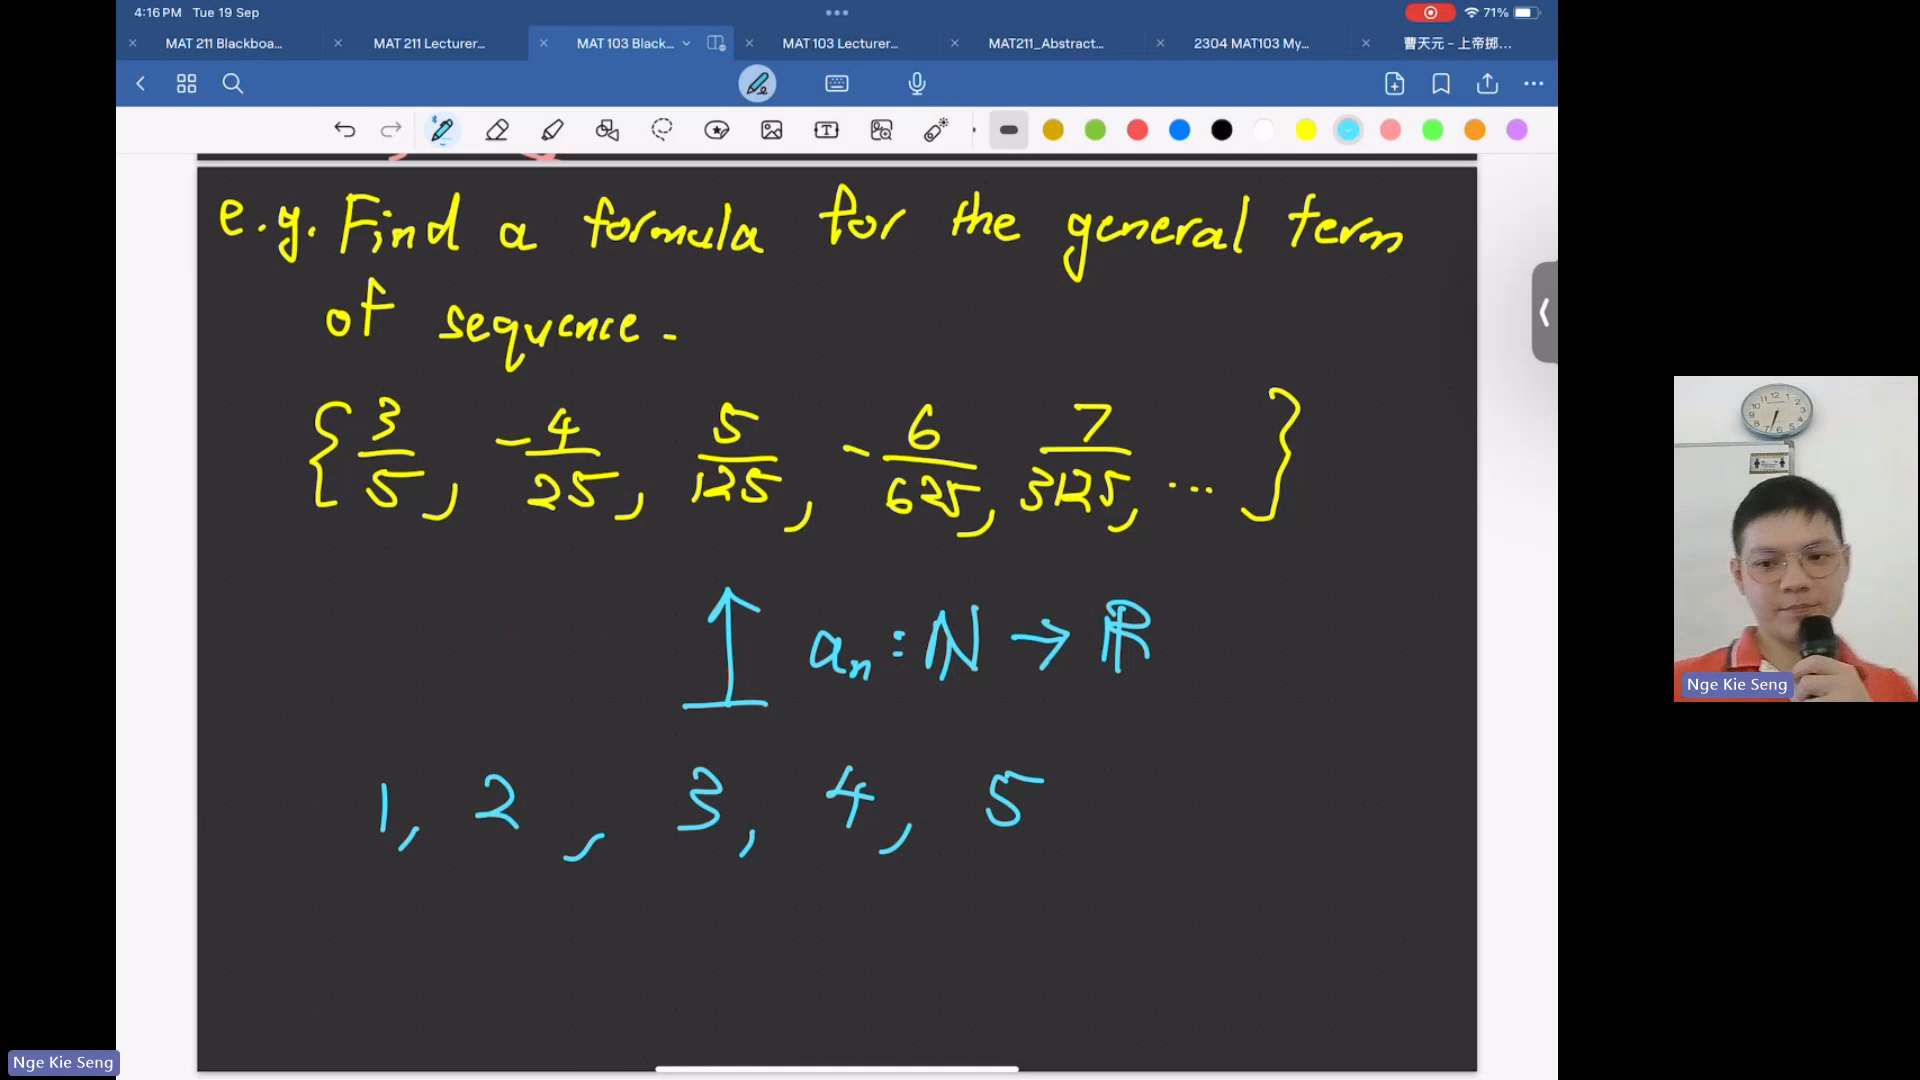 4:16 PM Tue 19 Sep
71%
MAT 211 Blackboa...
MAT 211 Lecturer...
MAT 103 Black...
MAT 103 Lecturer...
MAT211_Abstract...
2304 MAT103 My...
曹天元 - 上帝掷...
e.g. Find a formula for the general term
of sequence.
{3/5, -4/25, 5/125, -6/625, 7/3125, ...}
aₙ : ℕ → ℝ
1, 2, 3, 4, 5
Nge Kie Seng
Nge Kie Seng